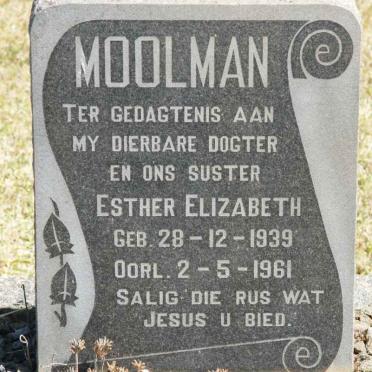 MOOLMAN
TER GEDAGTENIS AAN
MY DIERBARE DOGTER
EN ONS SUSTER
ESTHER ELIZABETH
GEB. 28-12-1939
OORL. 2-5-1961
SALIG DIE RUS WAT
JESUS U BIED.